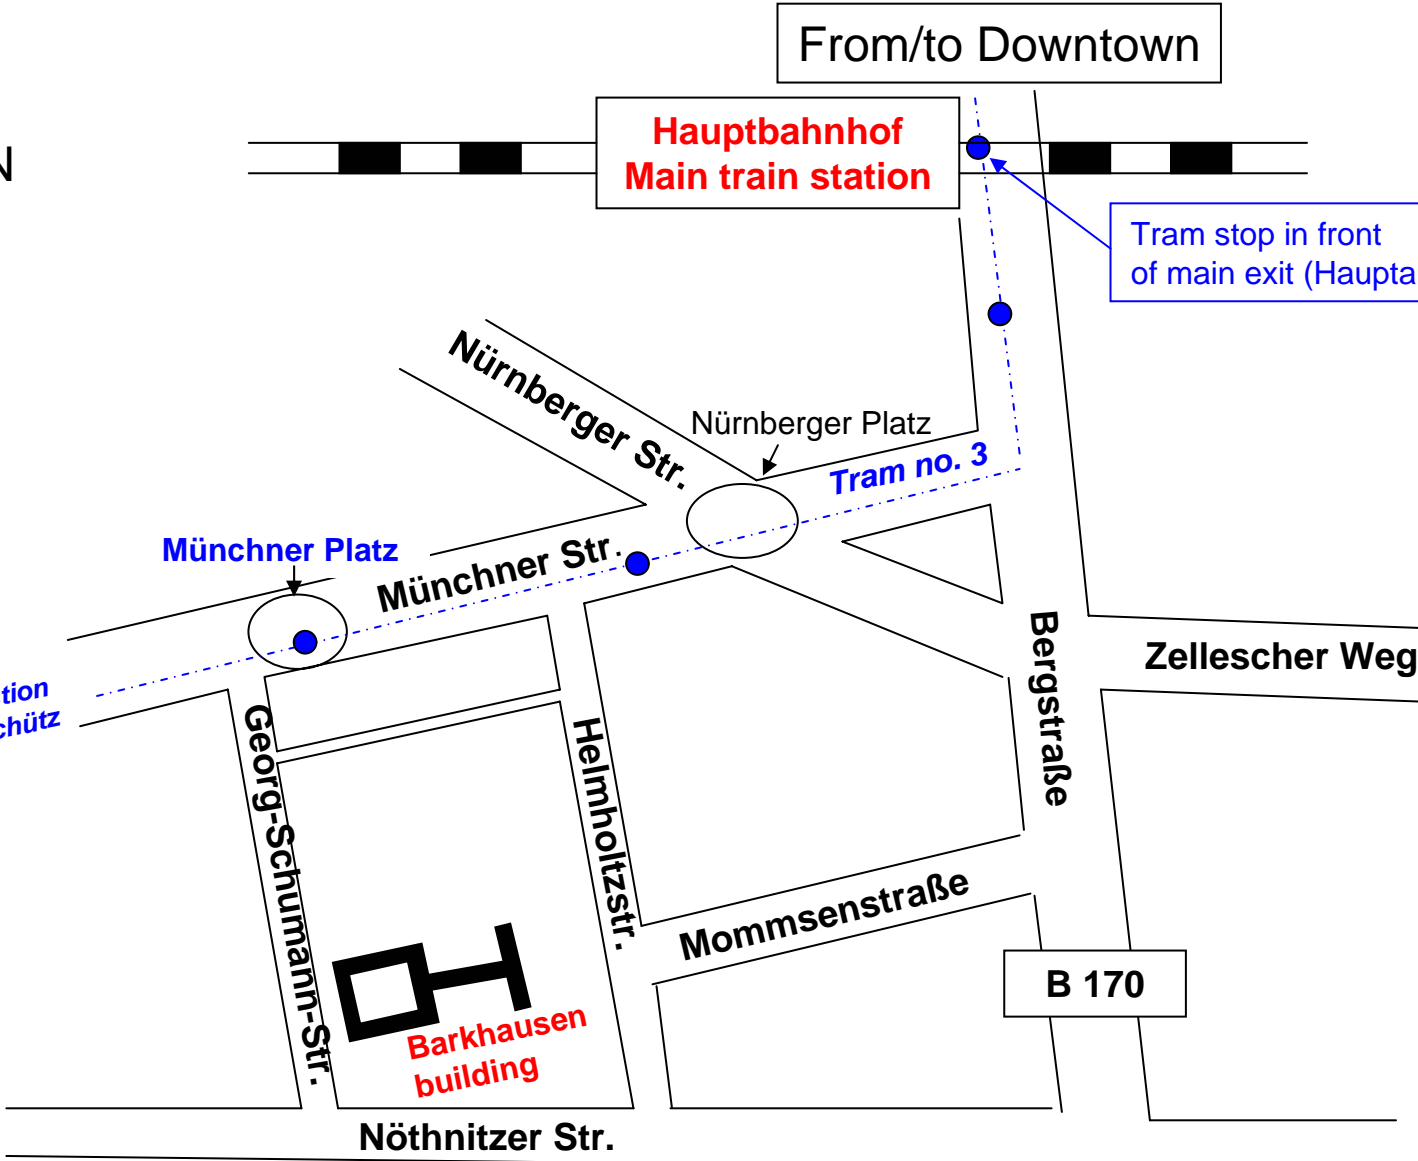 From/to Downtown
N
Hauptbahnhof
Main train station
Tram stop in front
of main exit (Haupta
Nürnberger Str.
Nürnberger Platz
Tram no. 3
Münchner Platz
Münchner Str.
Bergstraße
Zellescher Weg
tion
chütz
Georg-Schumann-Str.
Helmholtzstr.
Mommsenstraße
B 170
Barkhausen
building
Nöthnitzer Str.